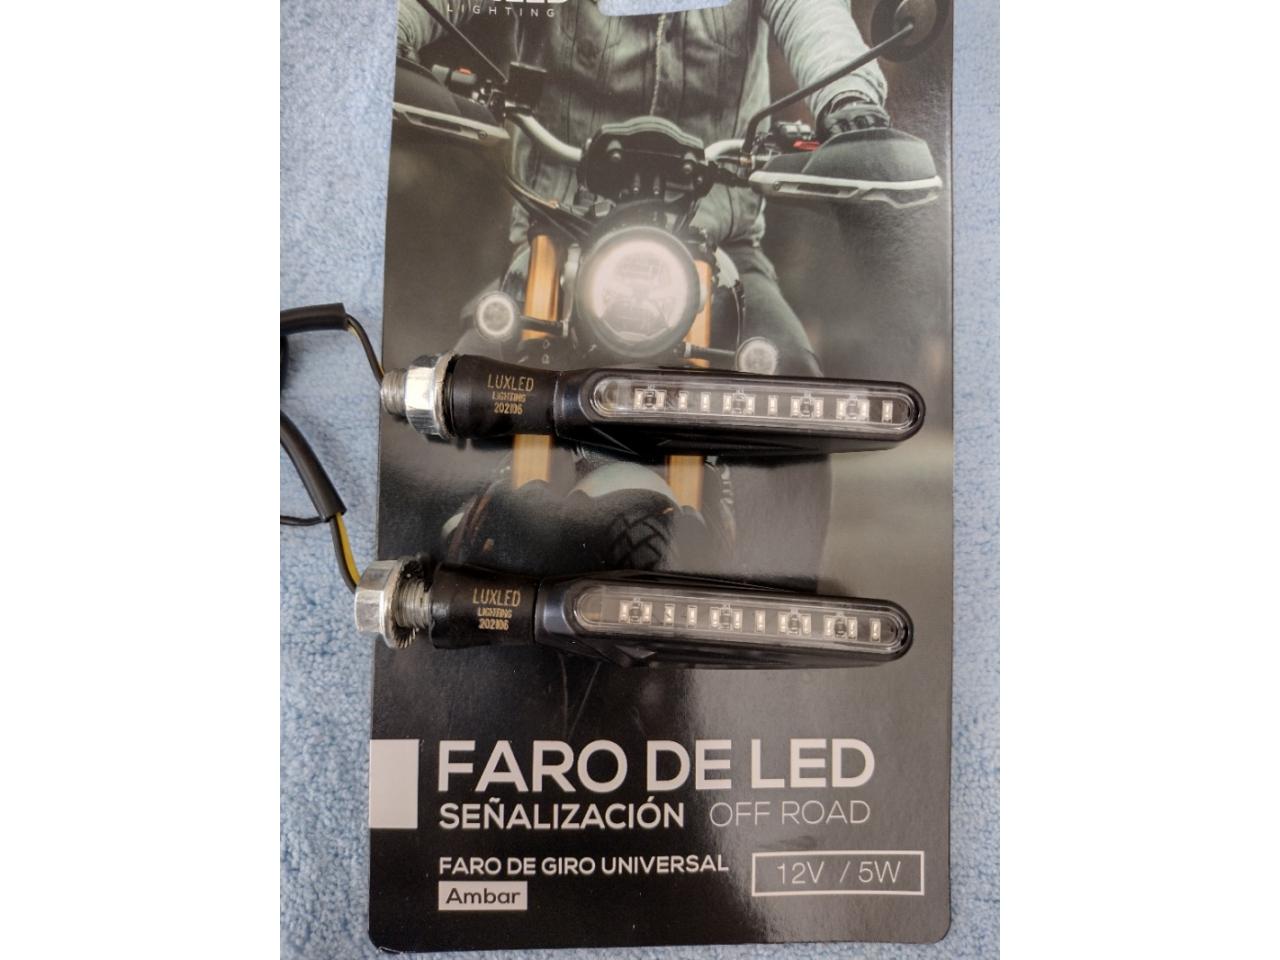 LIGHTING
LUXLED
LIGHTING
202106
LUXLED
LIGHTING
202106
FARO DE LED
SEÑALIZACIÓN OFF ROAD
FARO DE GIRO UNIVERSAL
12V / 5W
Ambar